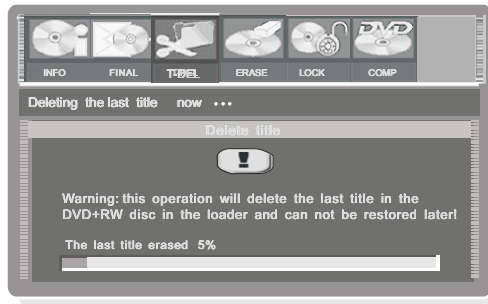 INFO FINAL T-DEL ERASE LOCK COMP
Deleting the last title now •••
Delete title
!
Warning: this operation will delete the last title in the
DVD+RW disc in the loader and can not be restored later!
The last title erased 5%